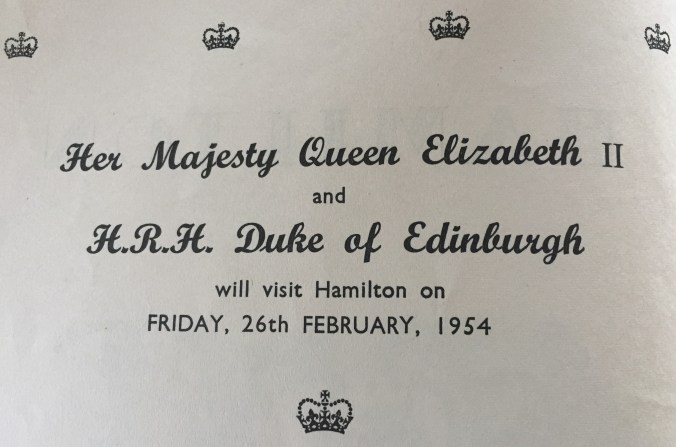 Her Majesty Queen Elizabeth II
and
H.R.H. Duke of Edinburgh
will visit Hamilton on
FRIDAY, 26th FEBRUARY, 1954